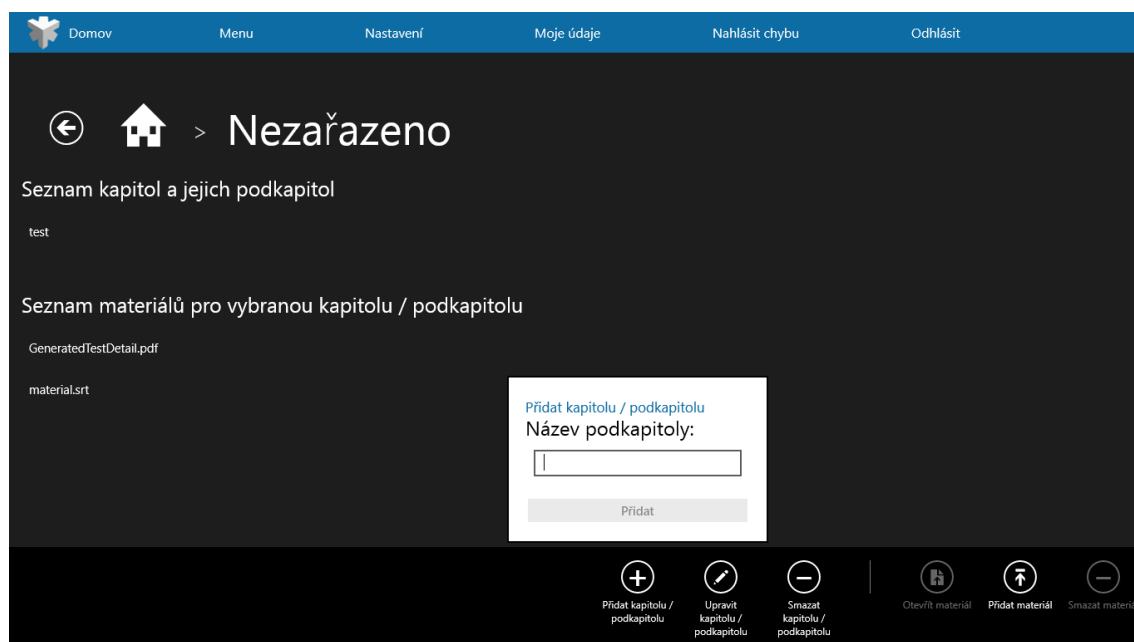 Domov Menu Nastavení Moje údaje Nahlásit chybu Odhlásit
> Nezařazeno
Seznam kapitol a jejich podkapitol
test
Seznam materiálů pro vybranou kapitolu / podkapitolu
GeneratedTestDetail.pdf
material.srt
Přidat kapitolu / podkapitolu
Název podkapitoly:
Přidat
Přidat kapitolu /
podkapitolu
Upravit
kapitolu /
podkapitolu
Smazat
kapitolu /
podkapitolu
Otevřít materiál
Přidat materiál
Smazat materiá